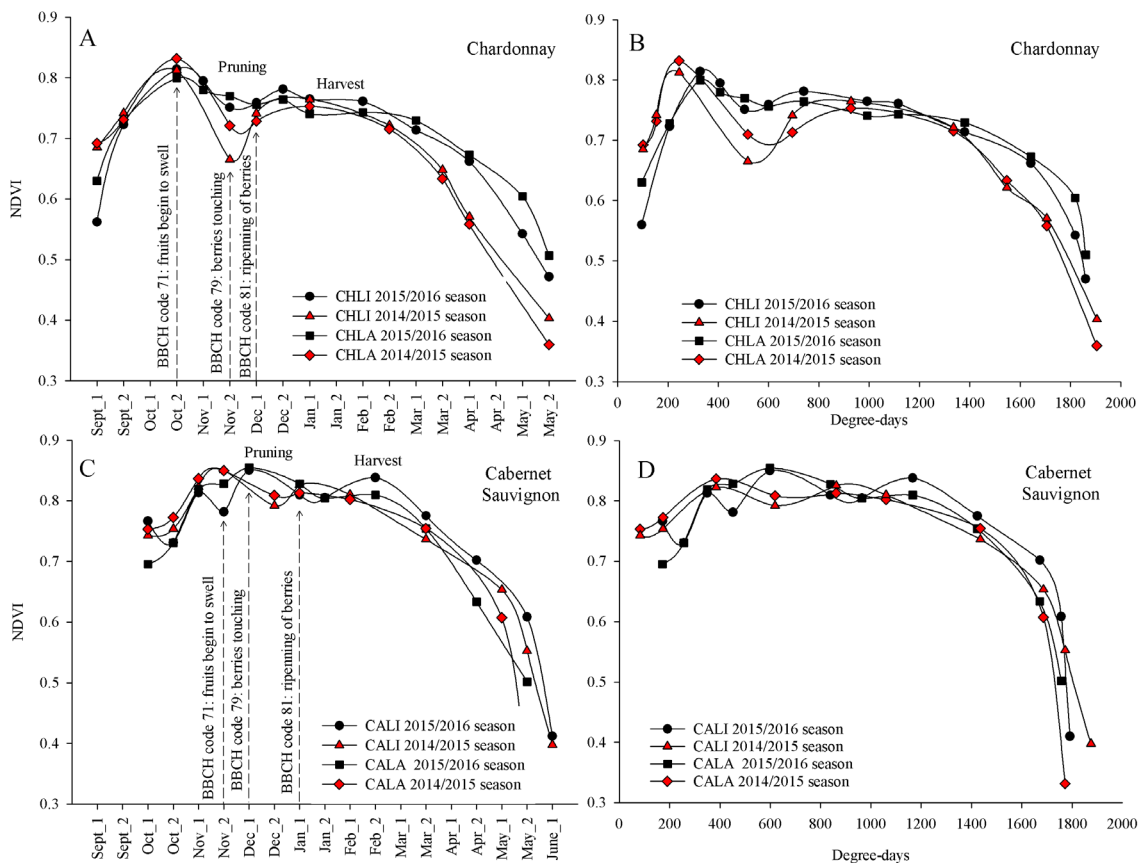 A
Chardonnay
Pruning
Harvest
NDVI
0.9
0.8
0.7
0.6
0.5
0.4
0.3
BBCH code 71: fruits begin to swell
BBCH code 79: berries touching
BBCH code 81: ripenning of berries
CHLI 2015/2016 season
CHLI 2014/2015 season
CHLA 2015/2016 season
CHLA 2014/2015 season
Sept_1
Sept_2
Oct_1
Oct_2
Nov_1
Nov_2
Dec_1
Dec_2
Jan_1
Jan_2
Feb_1
Feb_2
Mar_1
Mar_2
Apr_1
Apr_2
May_1
May_2
B
Chardonnay
0.9
0.8
0.7
0.6
0.5
0.4
0.3
CHLI 2015/2016 season
CHLI 2014/2015 season
CHLA 2015/2016 season
CHLA 2014/2015 season
0 200 400 600 800 1000 1200 1400 1600 1800 2000
Degree-days
C
Cabernet
Sauvignon
Pruning
Harvest
NDVI
0.9
0.8
0.7
0.6
0.5
0.4
0.3
BBCH code 71: fruits begin to swell
BBCH code 79: berries touching
BBCH code 81: ripenning of berries
CALI 2015/2016 season
CALI 2014/2015 season
CALA 2015/2016 season
CALA 2014/2015 season
Sept_1
Sept_2
Oct_1
Oct_2
Nov_1
Nov_2
Dec_1
Dec_2
Jan_1
Jan_2
Feb_1
Feb_2
Mar_1
Mar_2
Apr_1
Apr_2
May_1
May_2
June_1
D
Cabernet
Sauvignon
0.9
0.8
0.7
0.6
0.5
0.4
0.3
CALI 2015/2016 season
CALI 2014/2015 season
CALA 2015/2016 season
CALA 2014/2015 season
0 200 400 600 800 1000 1200 1400 1600 1800 2000
Degree-days